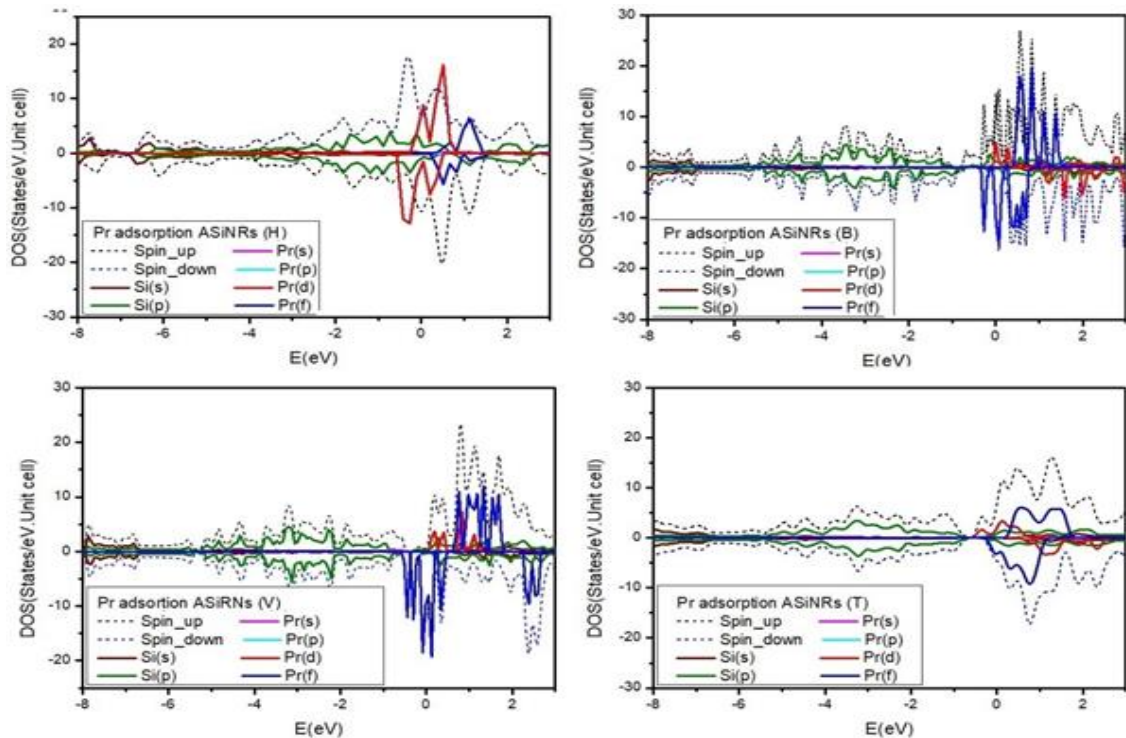 20
10
0
-10
-20
-30
DOS(States/eV.Unit cell)
Pr adsorption ASiNRs (H)
Spin_up Pr(s)
Spin_down Pr(p)
Si(s) Pr(d)
Si(p) Pr(f)
-8 -6 -4 -2 0 2
E(eV)
30
20
10
0
-10
-20
-30
DOS(States/eV.Unit cell)
Pr adsorption ASiNRs (B)
Spin_up Pr(s)
Spin_down Pr(p)
Si(s) Pr(d)
Si(p) Pr(f)
-8 -6 -4 -2 0 2
E(eV)
30
20
10
0
-10
-20
DOS(States/eV.Unit cell)
Pr adsortion ASiRNs (V)
Spin_up Pr(s)
Spin_down Pr(p)
Si(s) Pr(d)
Si(p) Pr(f)
-8 -6 -4 -2 0 2
E(eV)
30
20
10
0
-10
-20
-30
DOS(States/eV.Unit cell)
Pr adsorption ASiNRs (T)
Spin_up Pr(s)
Spin_down Pr(p)
Si(s) Pr(d)
Si(p) Pr(f)
-8 -6 -4 -2 0 2
E(eV)